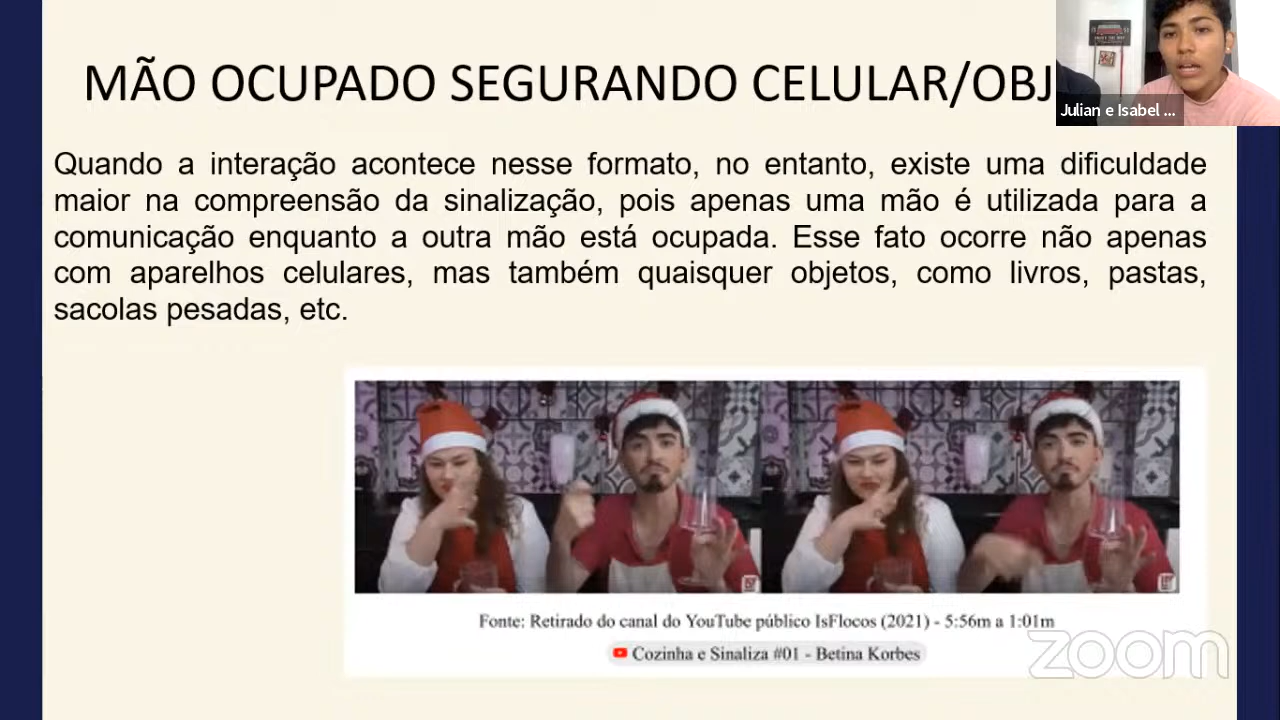 MÃO OCUPADO SEGURANDO CELULAR/OBJ
Julian e Isabel ...
Quando a interação acontece nesse formato, no entanto, existe uma dificuldade
maior na compreensão da sinalização, pois apenas uma mão é utilizada para a
comunicação enquanto a outra mão está ocupada. Esse fato ocorre não apenas
com aparelhos celulares, mas também quaisquer objetos, como livros, pastas,
sacolas pesadas, etc.
Fonte: Retirado do canal do YouTube público IsFlocos (2021) - 5:56m a 1:01m
Cozinha e Sinaliza #01 - Betina Korbes
zoom